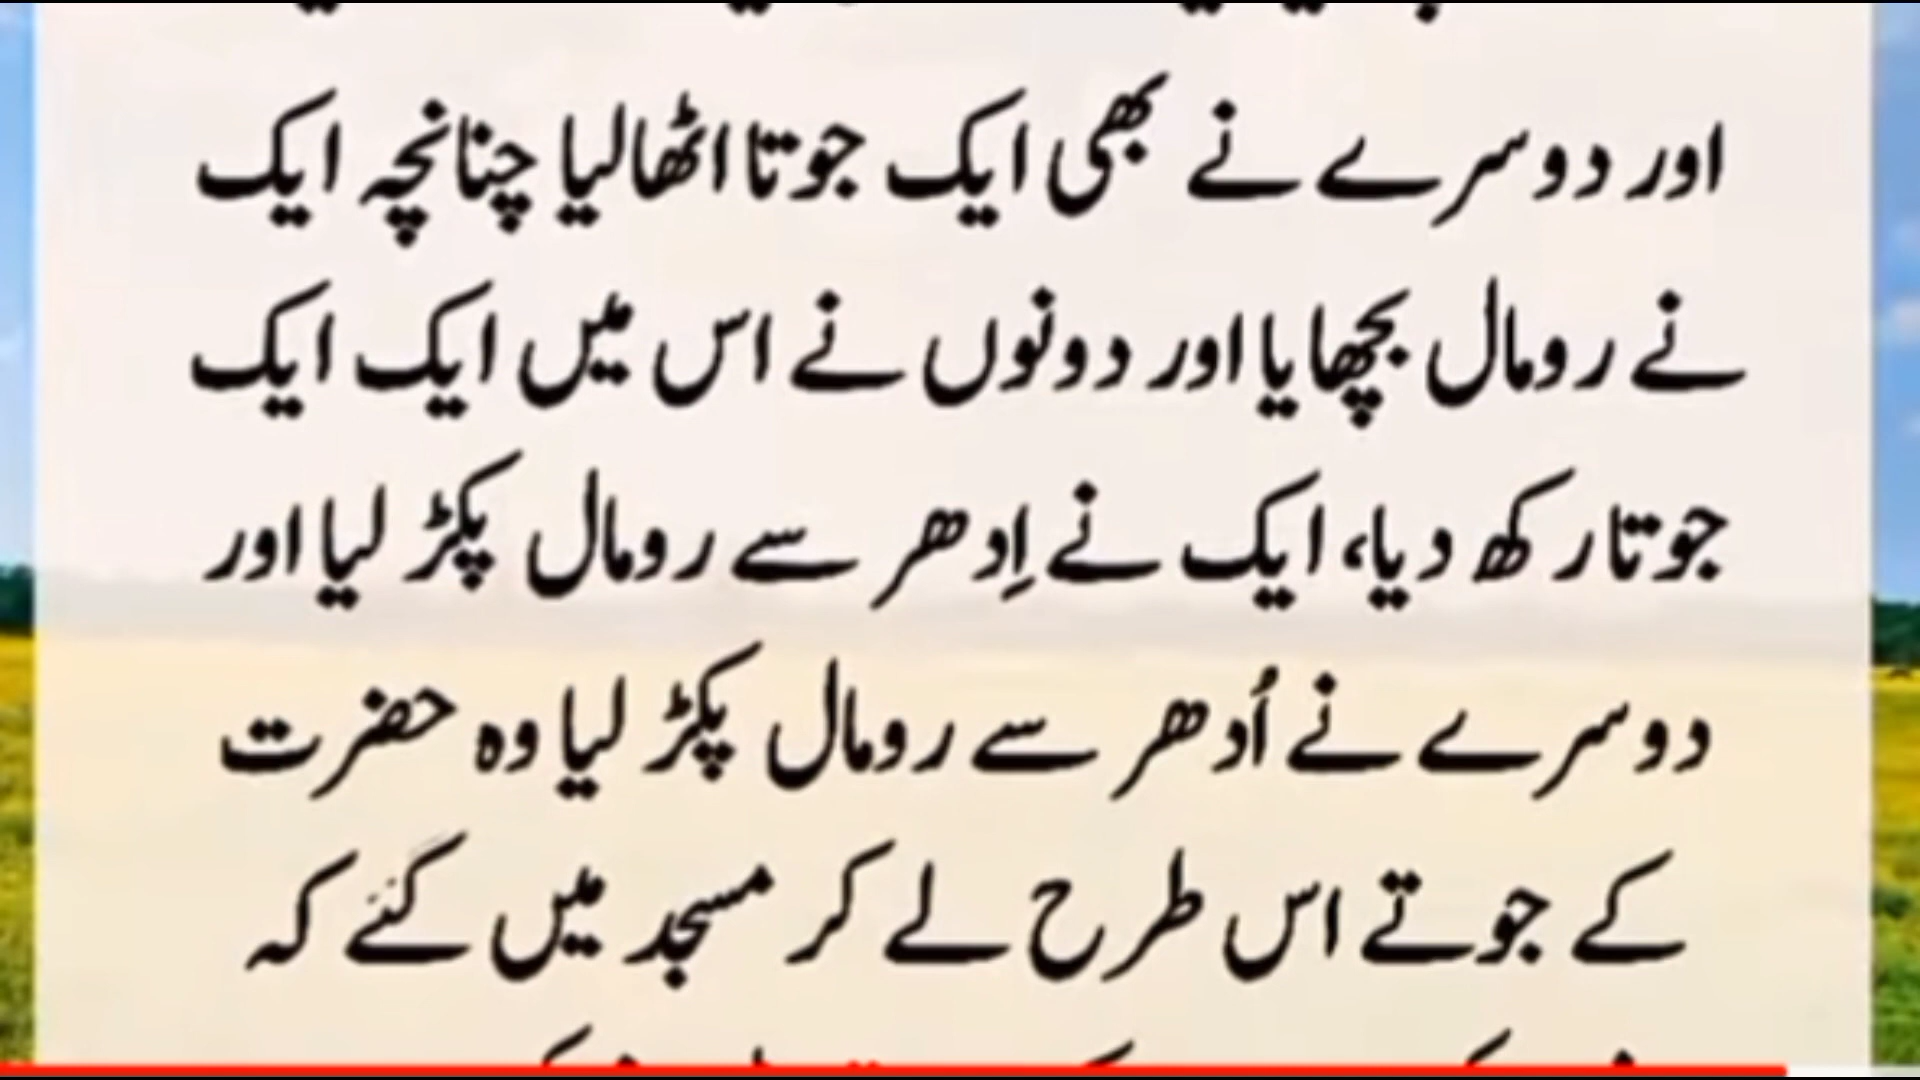 اور دوسرے نے بھی ایک جوتا اٹھالیا چنانچہ ایک
نے رومال بچھایا اور دونوں نے اس میں ایک ایک
جوتا رکھ دیا، ایک نے اِدھر سے رومال پکڑ لیا اور
دوسرے نے اُدھر سے رومال پکڑ لیا وہ حضرت
کے جوتے اس طرح لے کر مسجد میں گئے کہ